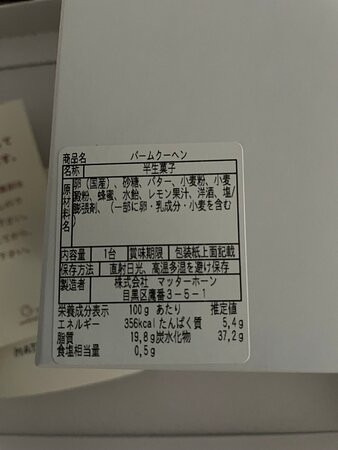 商品名 バームクーヘン
名称 半生菓子
原材料名 卵（国産）、砂糖、バター、小麦粉、小麦
澱粉、蜂蜜、水飴、レモン果汁、洋酒、塩/
膨張剤、（一部に卵・乳成分・小麦を含む
）
内容量 1台 賞味期限 包装紙上面記載
保存方法 直射日光、高温多湿を避け保存
製造者 株式会社 マッターホーン
目黒区鷹番3-5-1
栄養成分表示 100g あたり 推定値
エネルギー 356kcal たんぱく質 5,4g
脂質 19,8g 炭水化物 37,2g
食塩相当量 0,5g